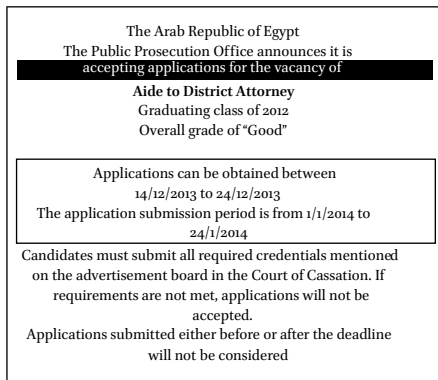 The Arab Republic of Egypt
The Public Prosecution Office announces it is
accepting applications for the vacancy of
Aide to District Attorney
Graduating class of 2012
Overall grade of “Good”
Applications can be obtained between
14/12/2013 to 24/12/2013
The application submission period is from 1/1/2014 to
24/1/2014
Candidates must submit all required credentials mentioned
on the advertisement board in the Court of Cassation. If
requirements are not met, applications will not be
accepted.
Applications submitted either before or after the deadline
will not be considered